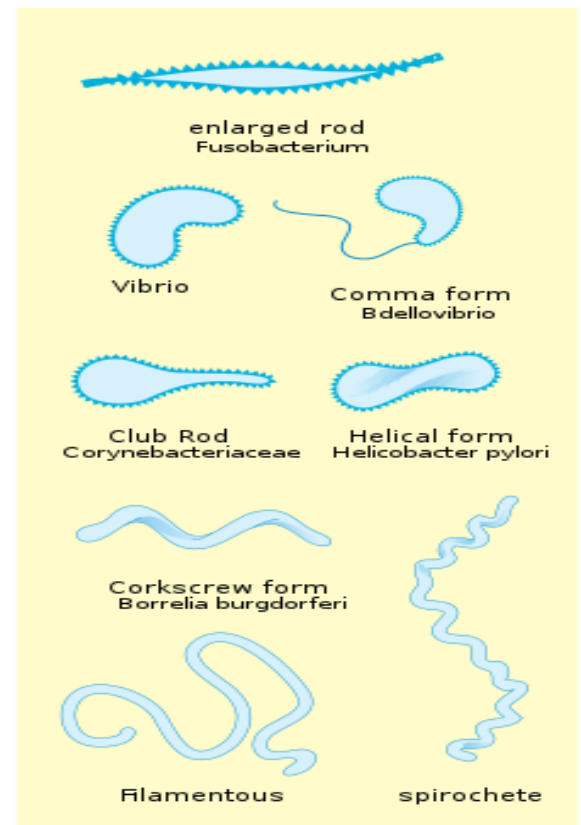 enlarged rod
Fusobacterium
Vibrio
Comma form
Bdellovibrio
Club Rod
Corynebacteriaceae
Helical form
Helicobacter pylori
Corkscrew form
Borrelia burgdorferi
Filamentous
spirochete